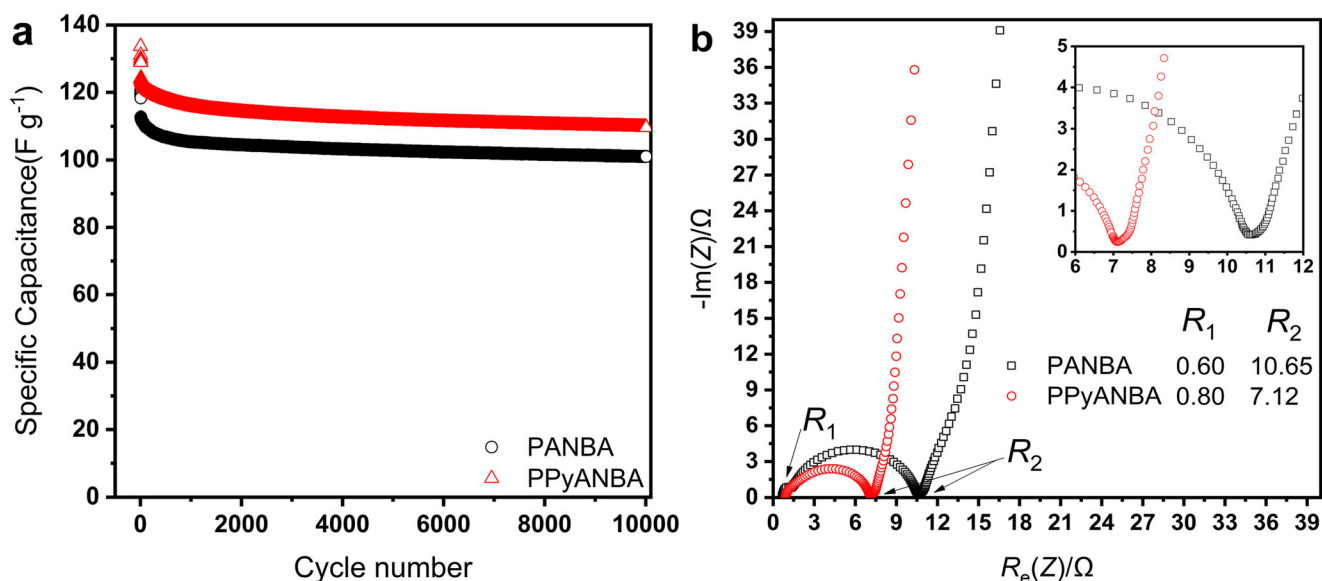 a
140
120
100
80
60
40
20
0
Specific Capacitance(F g⁻¹)
0 2000 4000 6000 8000 10000
Cycle number
PANBA
PPyANBA
b
39
36
33
30
27
24
21
18
15
12
9
6
3
0
-Im(Z)/Ω
0 3 6 9 12 15 18 21 24 27 30 33 36 39
Rₑ(Z)/Ω
5
4
3
2
1
0
6 7 8 9 10 11 12
R₁ R₂
PANBA 0.60 10.65
PPyANBA 0.80 7.12
R₁
R₂